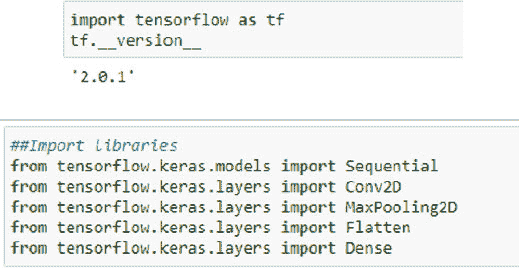 import tensorflow as tf
tf.__version__
'2.0.1'
##Import libraries
from tensorflow.keras.models import Sequential
from tensorflow.keras.layers import Conv2D
from tensorflow.keras.layers import MaxPooling2D
from tensorflow.keras.layers import Flatten
from tensorflow.keras.layers import Dense